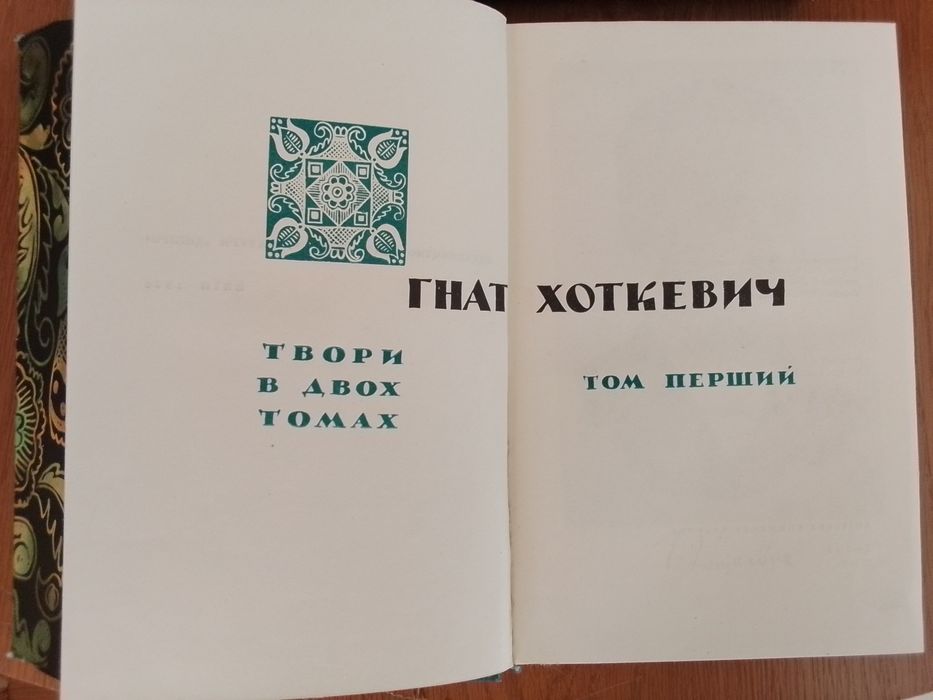 ГНАТ ХОТКЕВИЧ
ТВОРИ
В ДВОХ
ТОМАХ
ТОМ ПЕРШИЙ